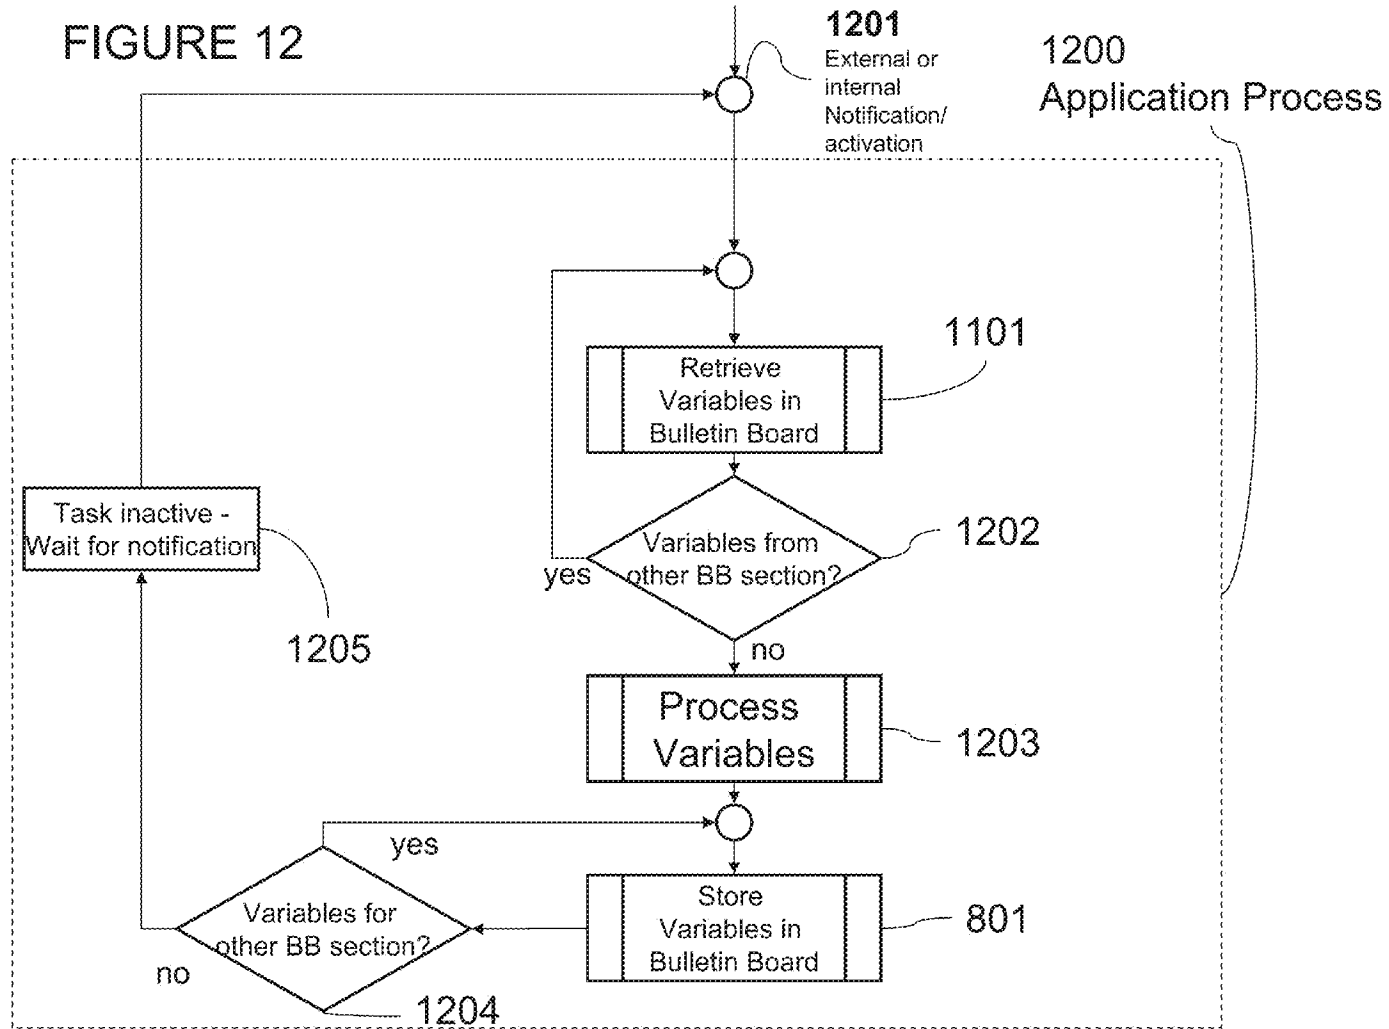 FIGURE 12
1201
External or
internal
Notification/
activation
1200
Application Process
1101
Retrieve
Variables in
Bulletin Board
Task inactive -
Wait for notification
1202
Variables from
other BB section?
yes
1205
no
Process
Variables
1203
yes
Store
Variables in
Bulletin Board
801
Variables for
other BB section?
no
1204